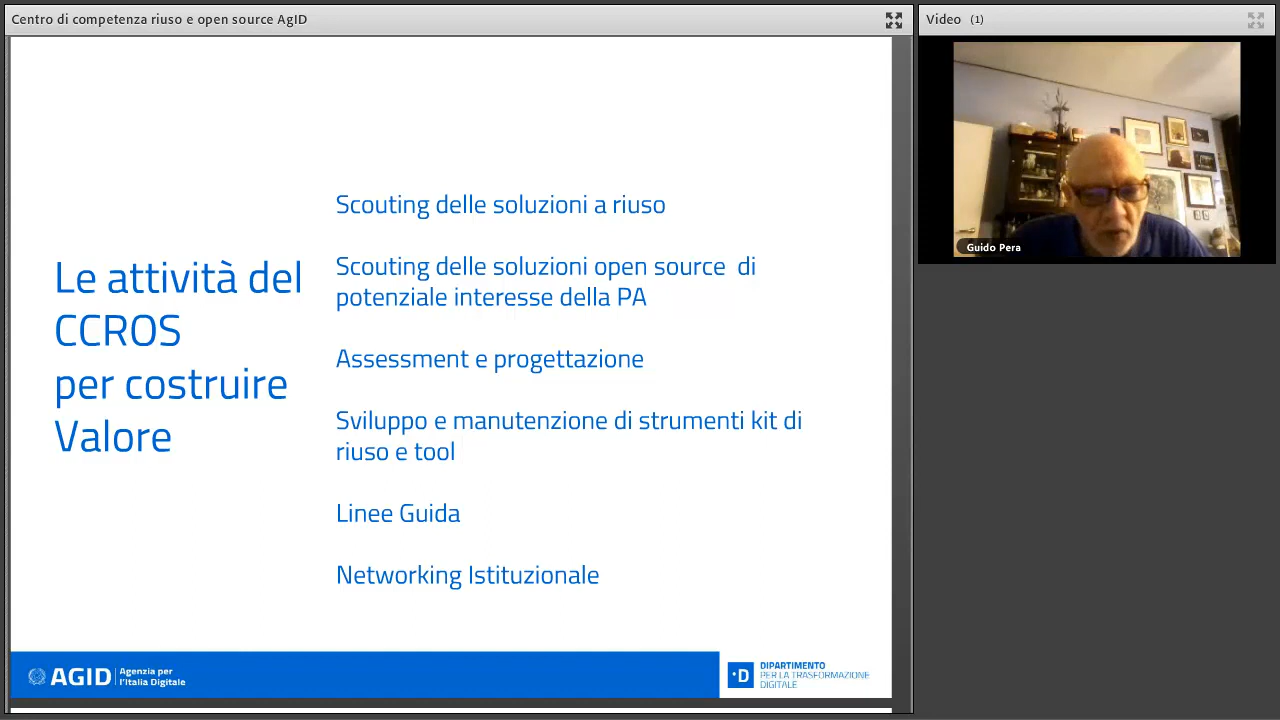 Centro di competenza riuso e open source AgID
Video (1)
Guido Pera
Le attività del
CCROS
per costruire
Valore
Scouting delle soluzioni a riuso
Scouting delle soluzioni open source di
potenziale interesse della PA
Assessment e progettazione
Sviluppo e manutenzione di strumenti kit di
riuso e tool
Linee Guida
Networking Istituzionale
AGID
Agenzia per
l'Italia Digitale
·D
DIPARTIMENTO
PER LA TRASFORMAZIONE
DIGITALE